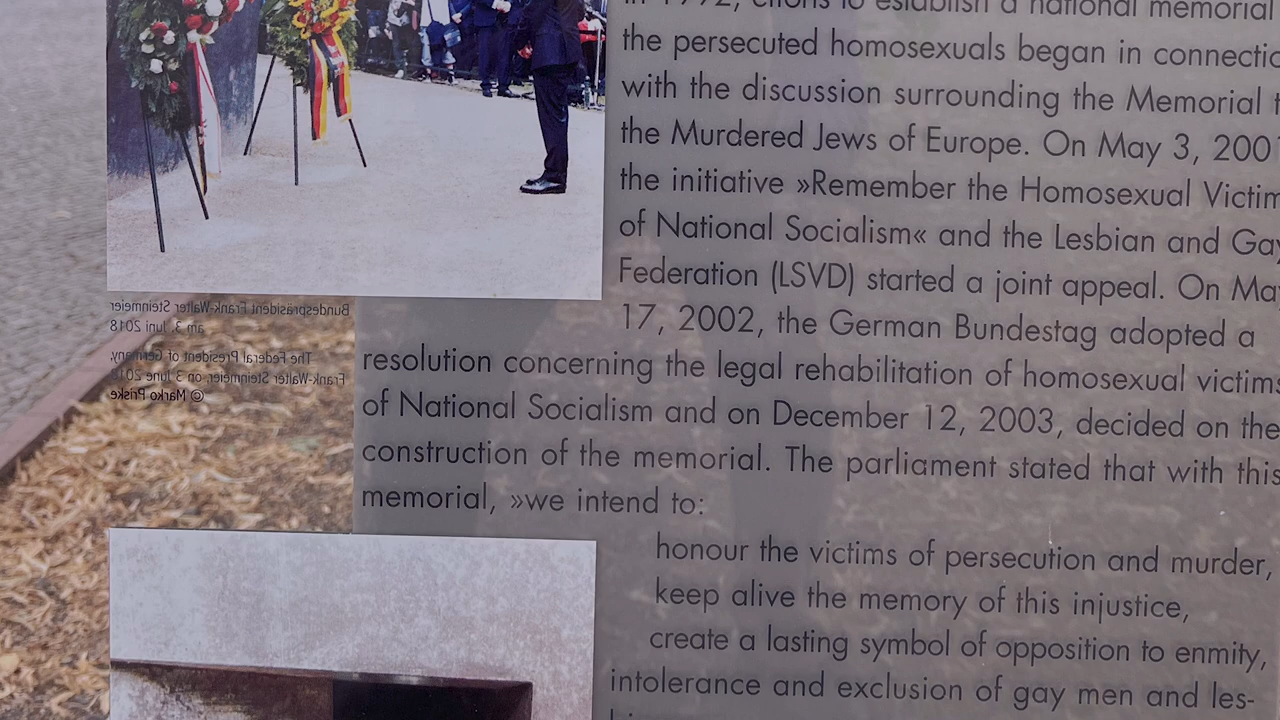 the persecuted homosexuals began in
with the discussion surrounding the Memorial
the Murdered Jews of Europe. On May 3,
the initiative »Remember the Homosexual
of National Socialism« and the Lesbian and
Federation (LSVD) started a joint appeal. On
17, 2002, the German Bundestag adopted a
resolution concerning the legal rehabilitation of homosexual victims
of National Socialism and on December 12, 2003, decided on the
construction of the memorial. The parliament stated that with this
memorial, »we intend to:
honour the victims of persecution and murder,
keep alive the memory of this injustice,
create a lasting symbol of opposition to enmity,
intolerance and exclusion of gay men and les-
Bundespräsident Frank-Walter Steinmeier
am 3. Juni 2018
The Federal President of Germany,
Frank-Walter Steinmeier, on 3 June 2018
© Marko Priske